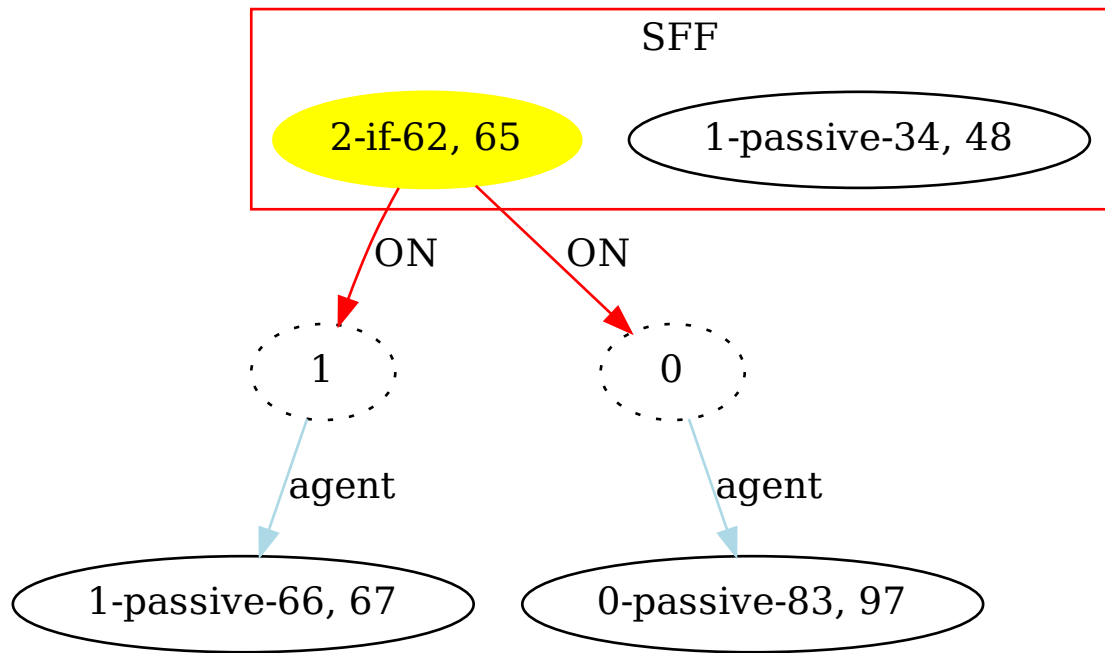 SFF
2-if-62, 65
1-passive-34, 48
ON
ON
1
0
agent
agent
1-passive-66, 67
0-passive-83, 97